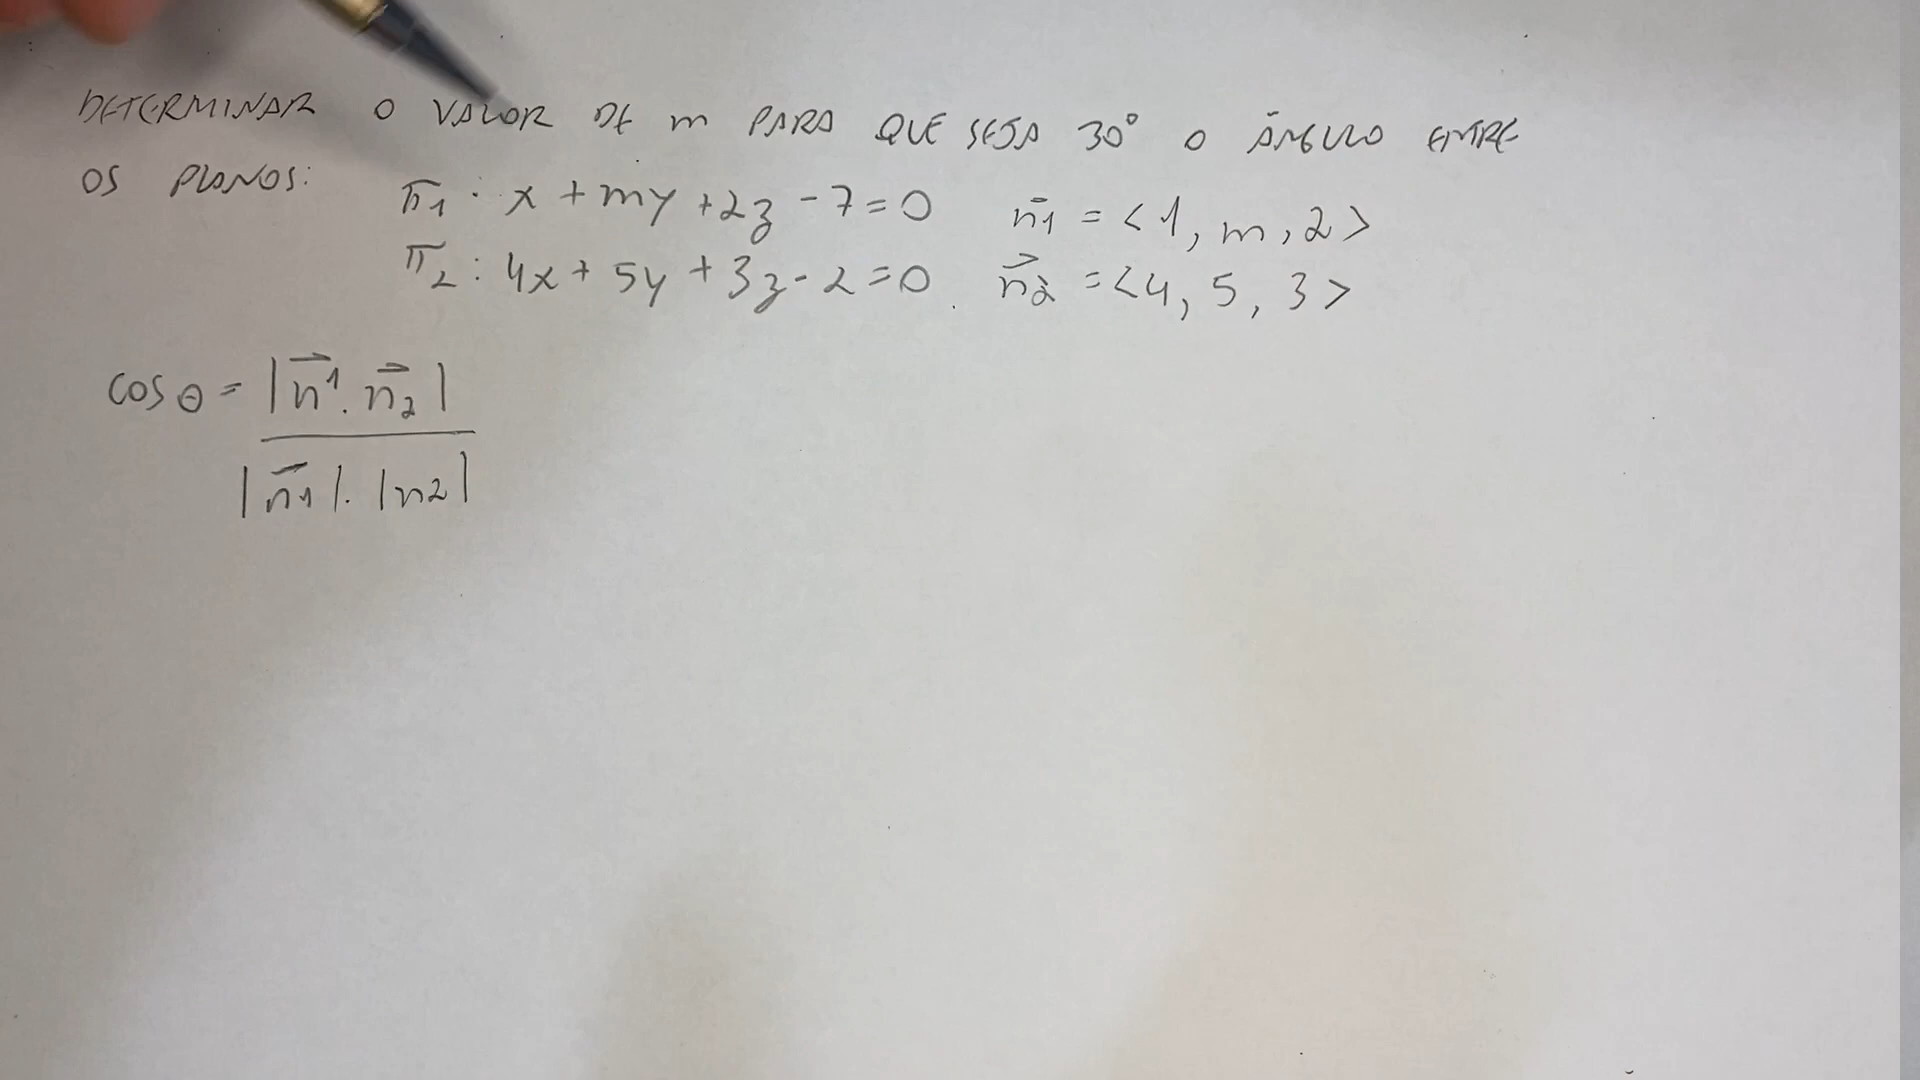 DETERMINAR O VALOR DE m PARA QUE SEJA 30° O ÂNGULO ENTRE
OS PLANOS:
π1 : x + my + 2z - 7 = 0 n1 = <1, m, 2>
π2 : 4x + 5y + 3z - 2 = 0. n2 = <4, 5, 3>
cos θ = |n1 . n2|
|n1| . |n2|